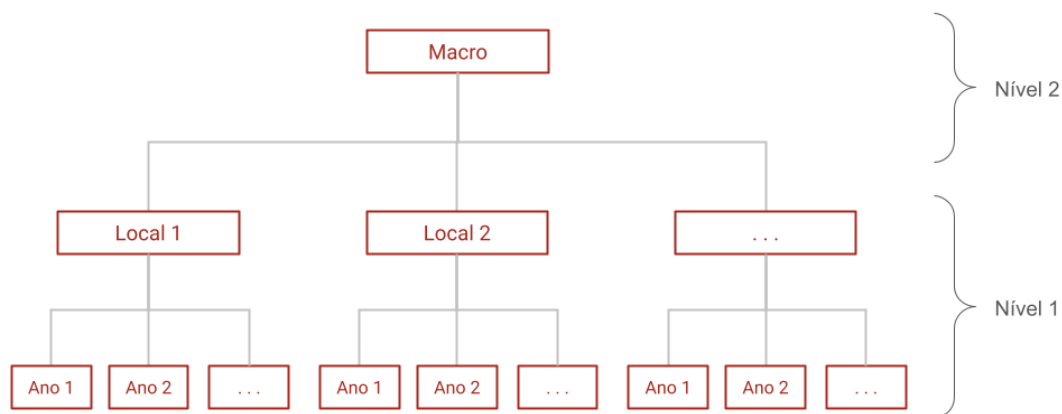 Macro
Nível 2
Local 1
Local 2
. . .
Nível 1
Ano 1
Ano 2
. . .
Ano 1
Ano 2
. . .
Ano 1
Ano 2
. . .